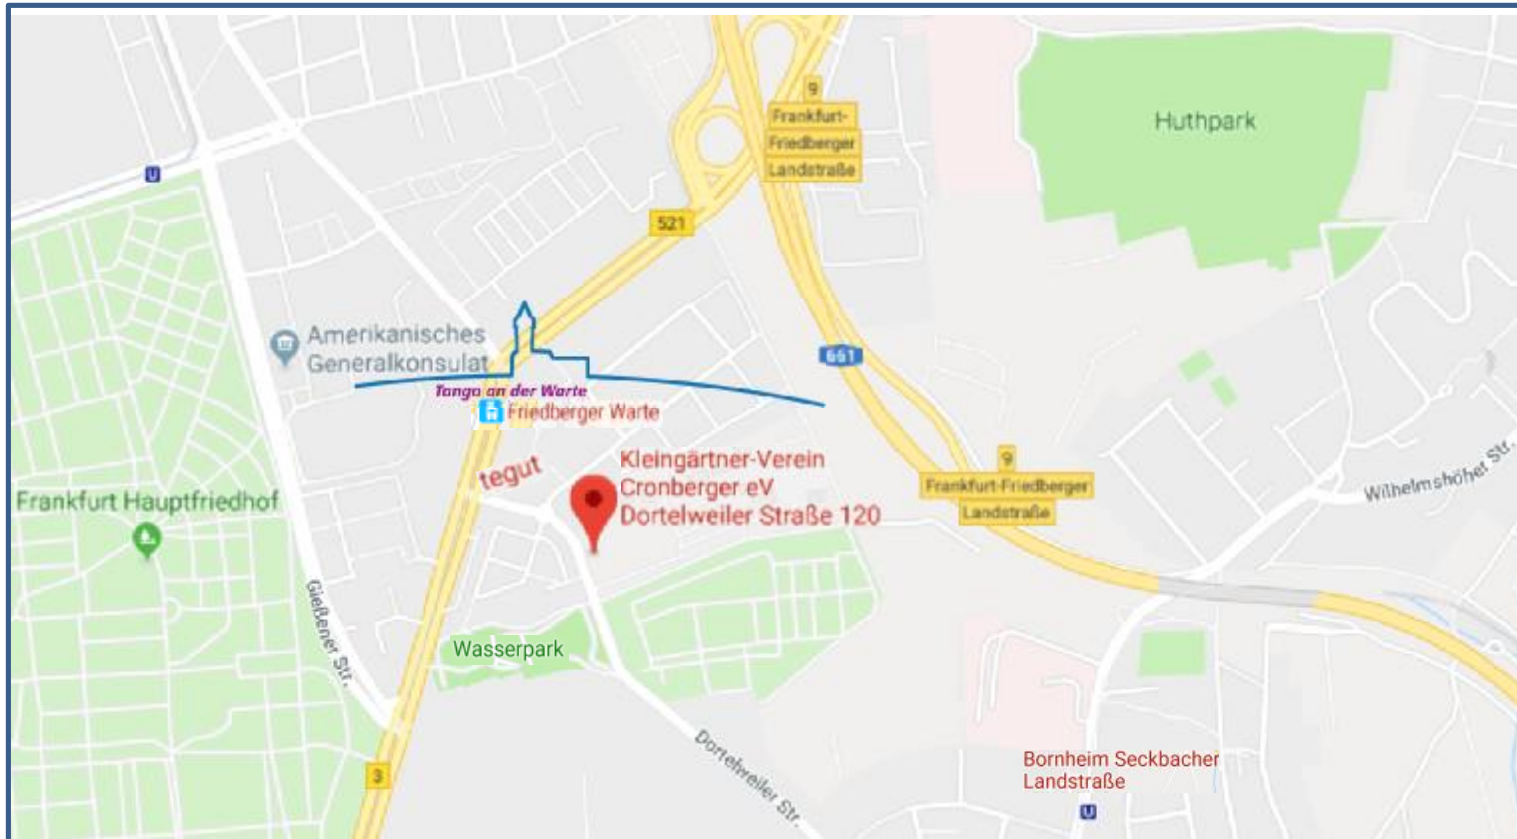 9
Frankfurt-
Friedberger
Landstraße
Huthpark
U
521
Amerikanisches
Generalkonsulat
661
Tango an der Warte
Friedberger Warte
tegut
Kleingärtner-Verein
Cronberger eV
Dortelweiler Straße 120
9
Frankfurt-Friedberger
Landstraße
Wilhelmshöher Str.
Frankfurt Hauptfriedhof
Gießener Str.
Wasserpark
Dortelweiler Str.
3
Bornheim Seckbacher
Landstraße
U